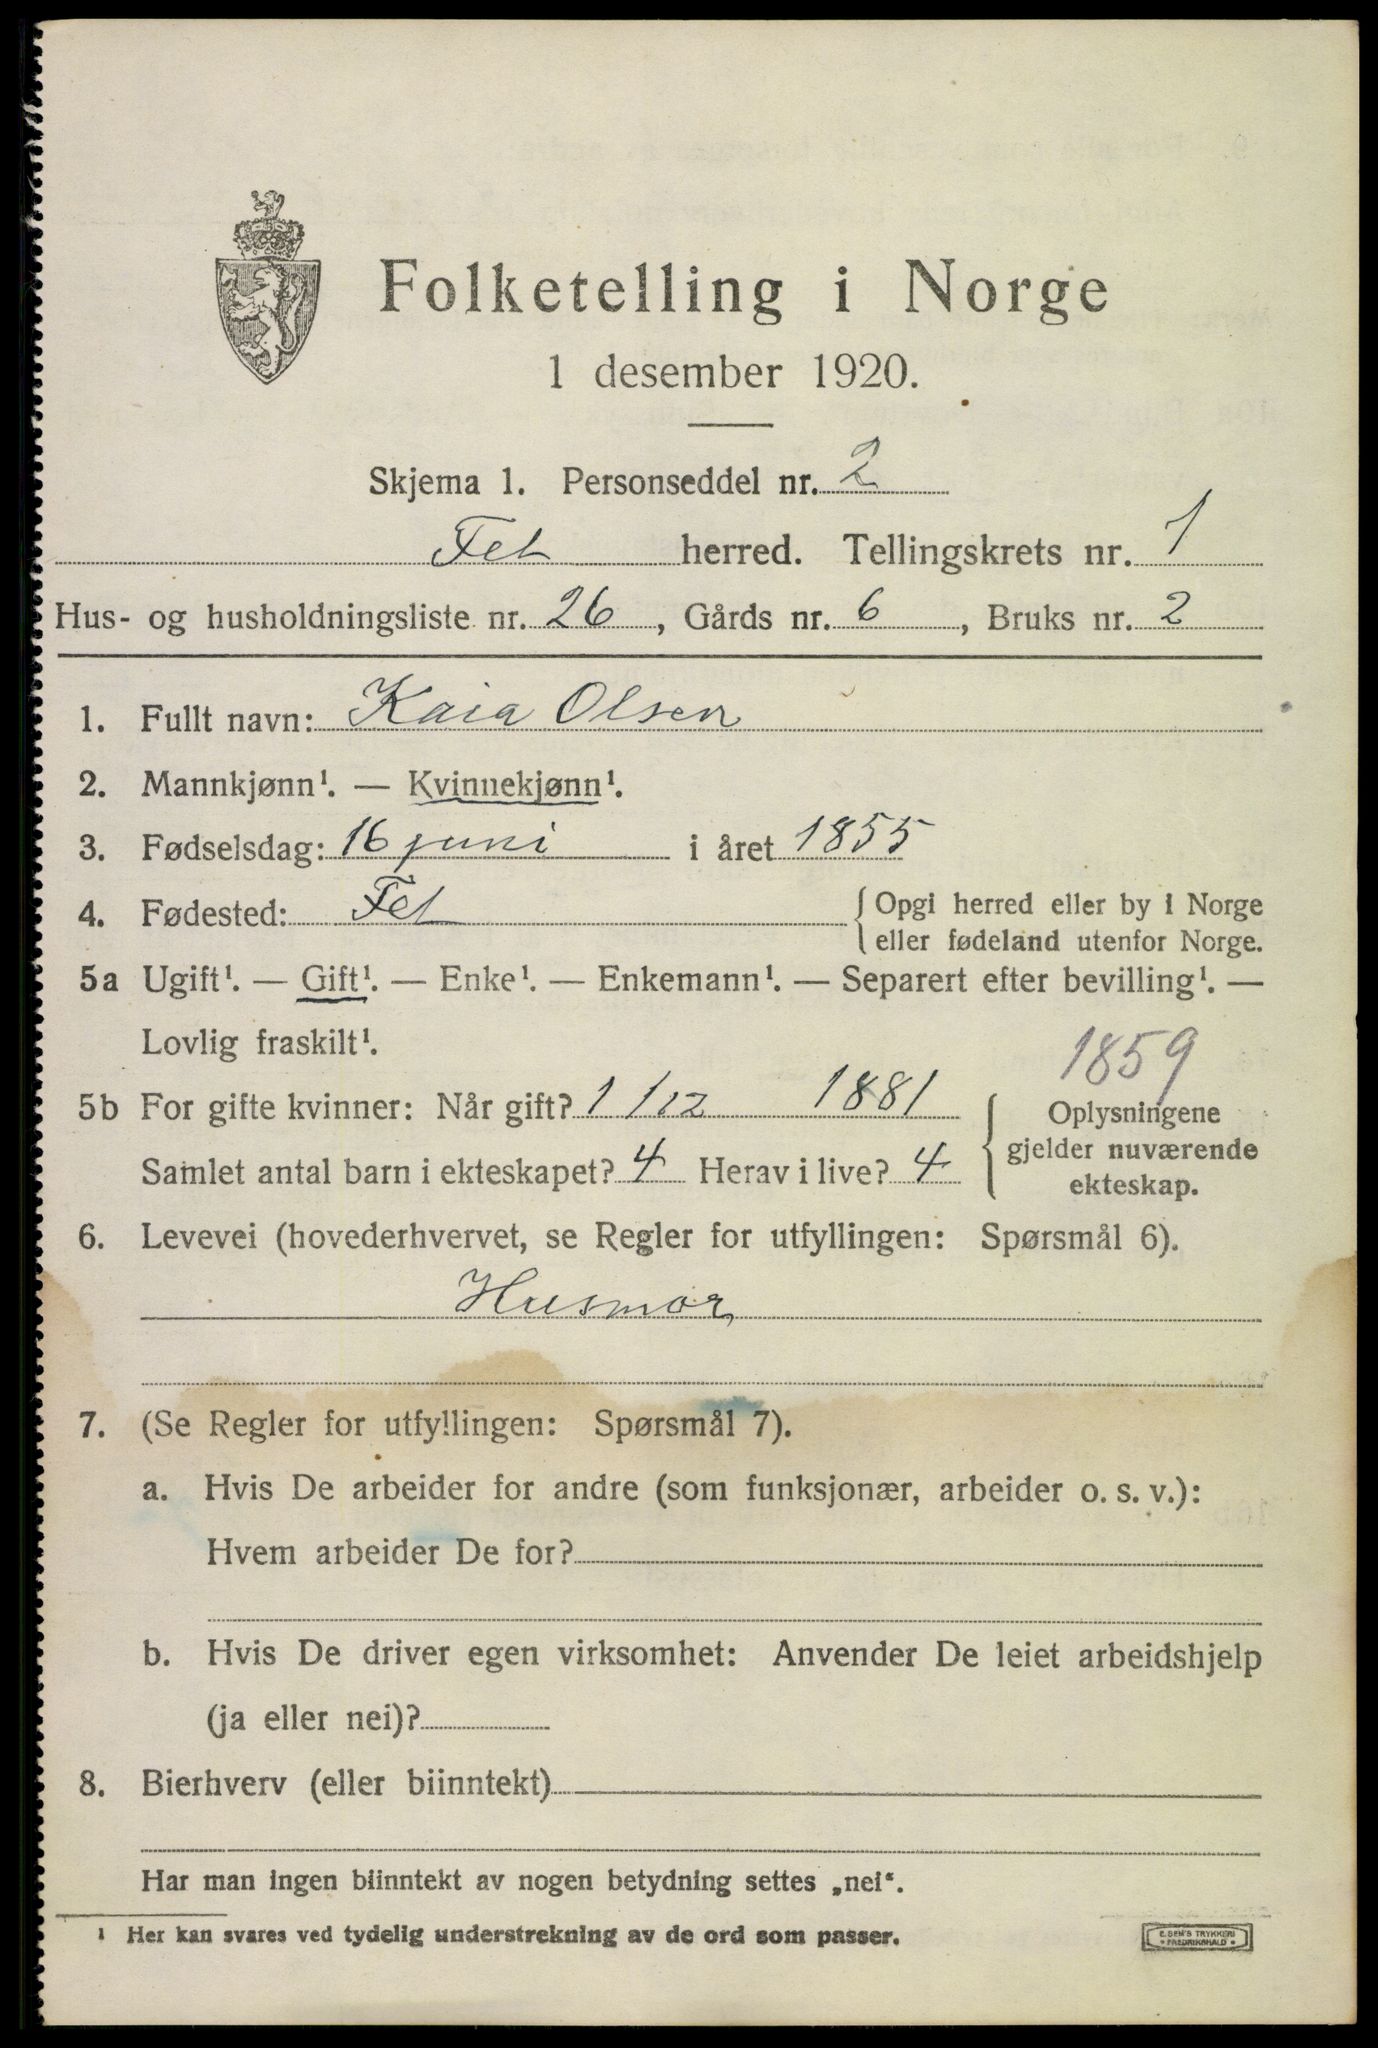 Folketelling i Norge
1 desember 1920.
Skjema 1. Personseddel nr. 2
Fet herred. Tellingskrets nr. 1
Hus- og husholdningsliste nr. 26, Gårds nr. 6, Bruks nr. 2
1. Fullt navn: Kaia Olsen
2. Mannkjønn¹. — Kvinnekjønn¹.
3. Fødselsdag: 16 juni i året 1855
4. Fødested: Fet { Opgi herred eller by i Norge
eller fødeland utenfor Norge.
5a Ugift¹. — Gift¹. — Enke¹. — Enkemann¹. — Separert efter bevilling¹. —
Lovlig fraskilt¹.
1859
5b For gifte kvinner: Når gift? 1/12 1881 { Oplysningene
gjelder nuværende
Samlet antal barn i ekteskapet? 4 Herav i live? 4
ekteskap.
6. Levevei (hovederhvervet, se Regler for utfyllingen: Spørsmål 6).
Husmor
7. (Se Regler for utfyllingen: Spørsmål 7).
a. Hvis De arbeider for andre (som funksjonær, arbeider o. s. v.):
Hvem arbeider De for?
b. Hvis De driver egen virksomhet: Anvender De leiet arbeidshjelp
(ja eller nei)?
8. Bierhverv (eller biinntekt)
Har man ingen biinntekt av nogen betydning settes „nei“.
¹ Her kan svares ved tydelig understrekning av de ord som passer.
E. SEM'S TRYKKERI
• FREDRIKSHALD •